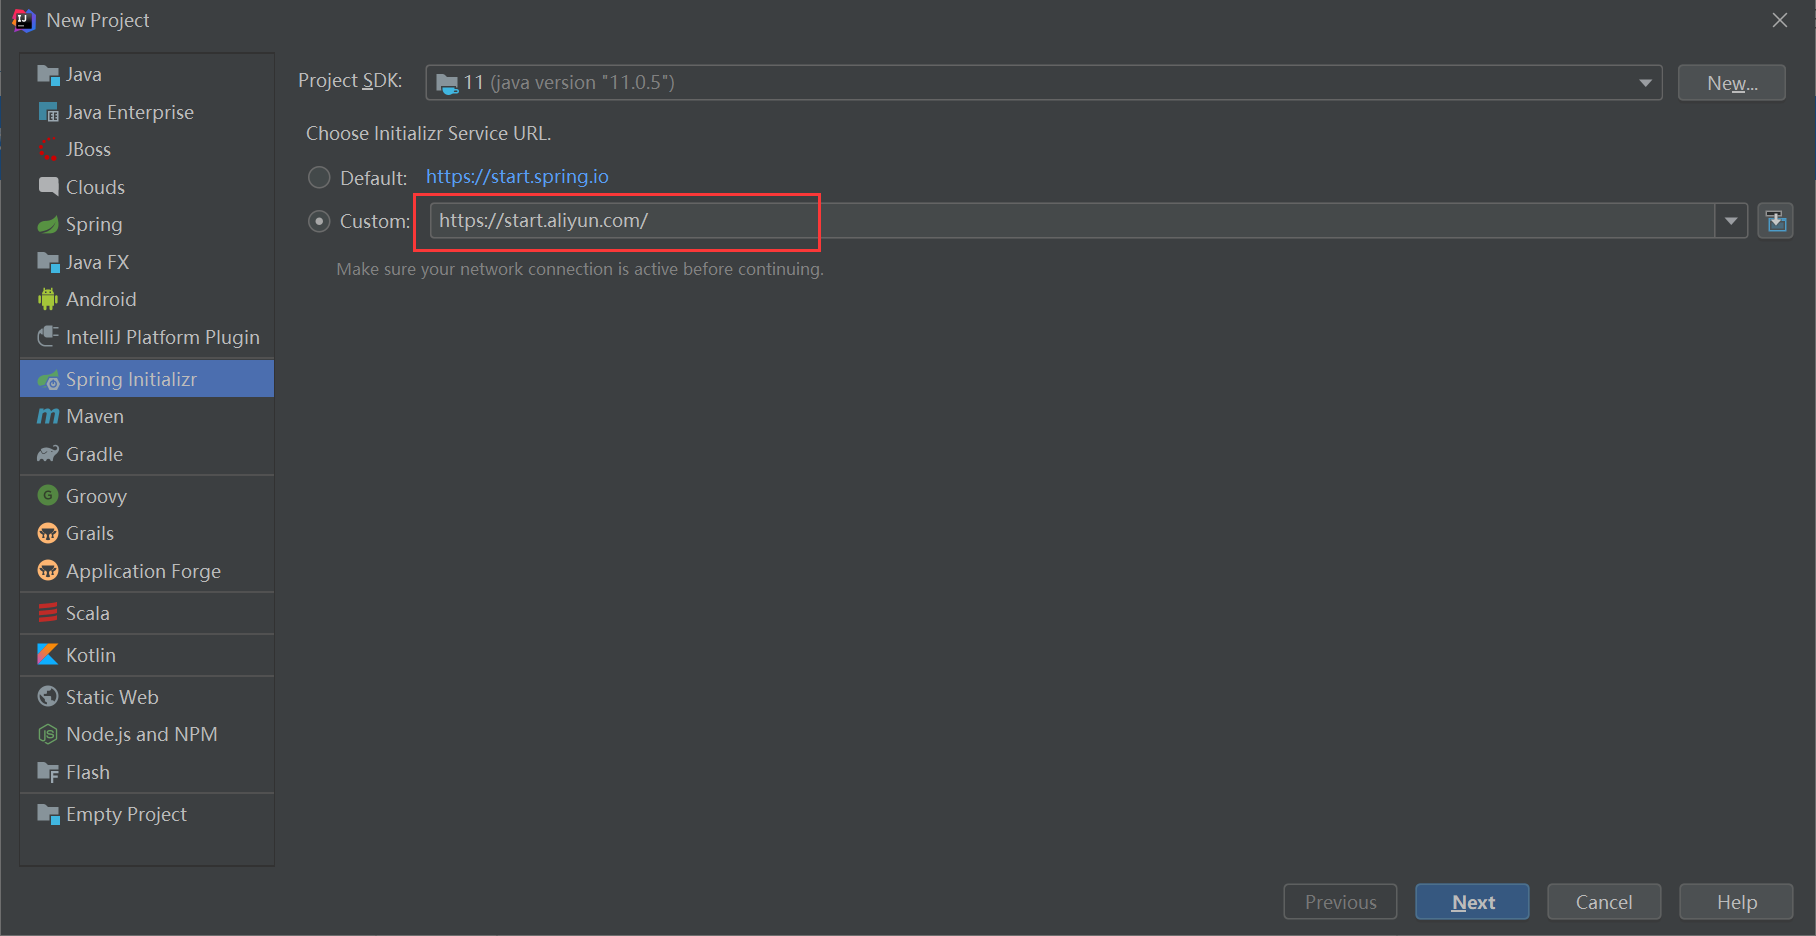 New Project
Java
Java Enterprise
JBoss
Clouds
Spring
Java FX
Android
IntelliJ Platform Plugin
Spring Initializr
Maven
Gradle
Groovy
Grails
Application Forge
Scala
Kotlin
Static Web
Node.js and NPM
Flash
Empty Project
Project SDK: 11 (java version "11.0.5") New...
Choose Initializr Service URL.
Default: https://start.spring.io
Custom: https://start.aliyun.com/
Make sure your network connection is active before continuing.
Previous Next Cancel Help